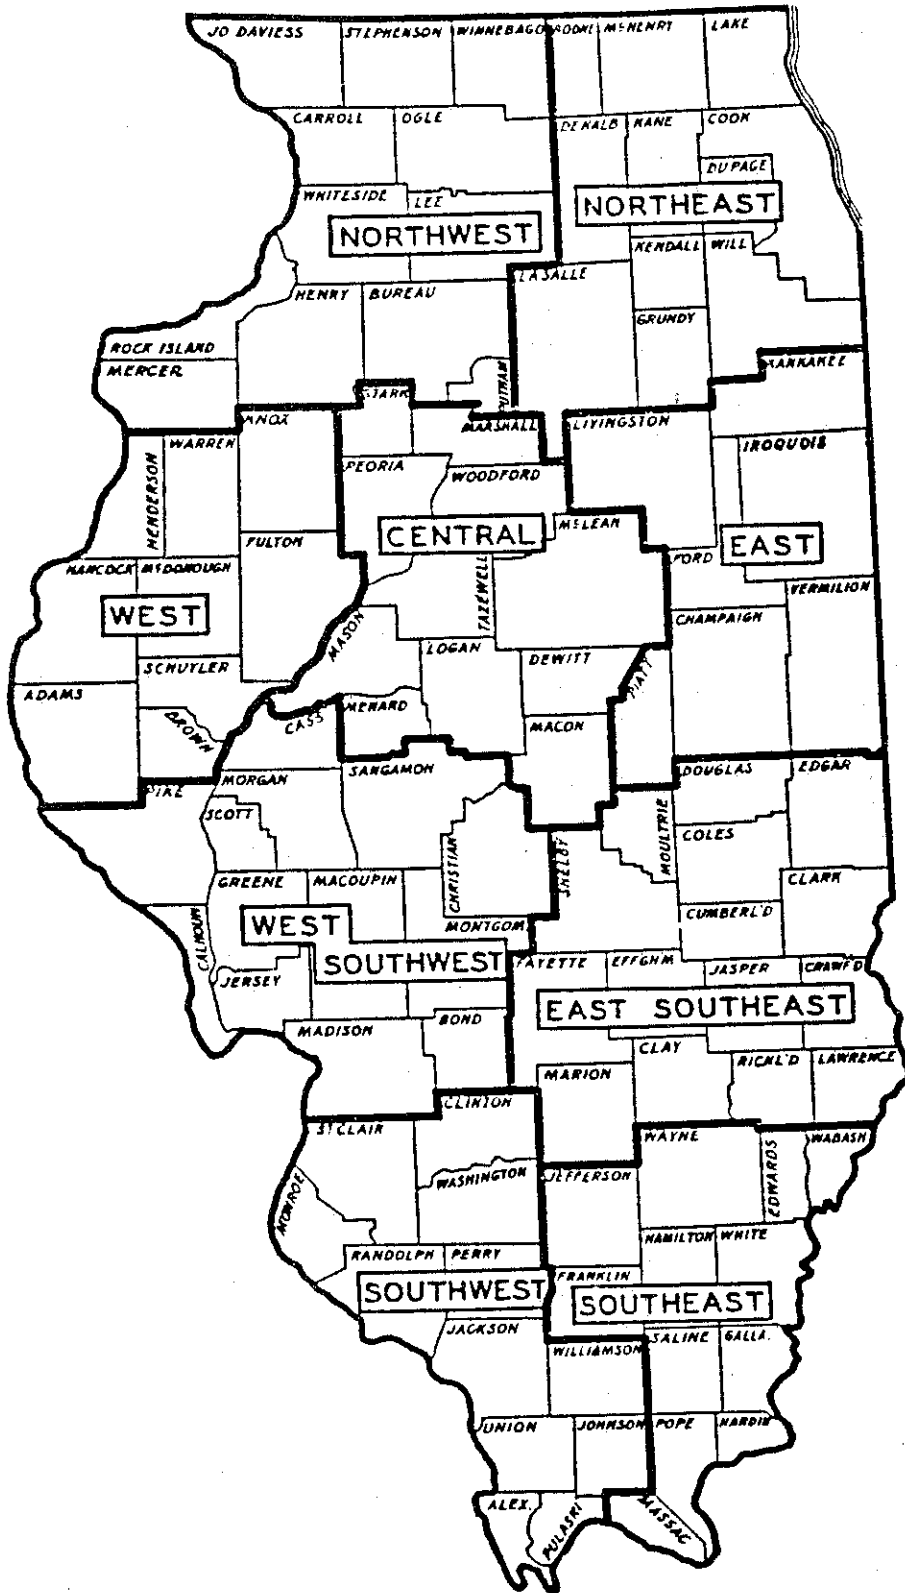 JO DAVIESS STEPHENSON WINNEBAGO McHENRY LAKE
CARROLL OGLE DEKALB KANE COOK
DUPAGE
WHITESIDE LEE
NORTHEAST
NORTHWEST
KENDALL WILL
LASALLE
HENRY BUREAU
GRUNDY
ROCK ISLAND
MERCER
KANKAKEE
PUTNAM
STARK
KNOX
MARSHALL LIVINGSTON
WARREN
IROQUOIS
PEORIA
WOODFORD
HENDERSON
McLEAN
CENTRAL
EAST
FULTON
FORD
HANCOCK McDONOUGH
TAZEWELL
VERMILION
WEST
CHAMPAIGN
MASON
LOGAN
DEWITT
SCHUYLER
PIATT
ADAMS
BROWN
CASS
MENARD
MACON
SANGAMON
DOUGLAS EDGAR
PIKE
MORGAN
SCOTT
MOULTRIE
COLES
CHRISTIAN
SHELBY
GREENE MACOUPIN
CLARK
CUMBERL'D
WEST
SOUTHWEST
MONTGOM.
CALHOUN
FAYETTE EFFGHM JASPER CRAWF'D
JERSEY
EAST SOUTHEAST
MADISON
BOND
CLAY
RICKL'D LAWRENCE
MARION
CLINTON
ST CLAIR
WAYNE
WABASH
EDWARDS
WASHINGTON
JEFFERSON
MONROE
HAMILTON WHITE
RANDOLPH PERRY
FRANKLIN
SOUTHWEST
SOUTHEAST
JACKSON
WILLIAMSON
SALINE GALLA.
UNION
JOHNSON POPE
HARDIN
ALEX.
PULASKI
MASSAC